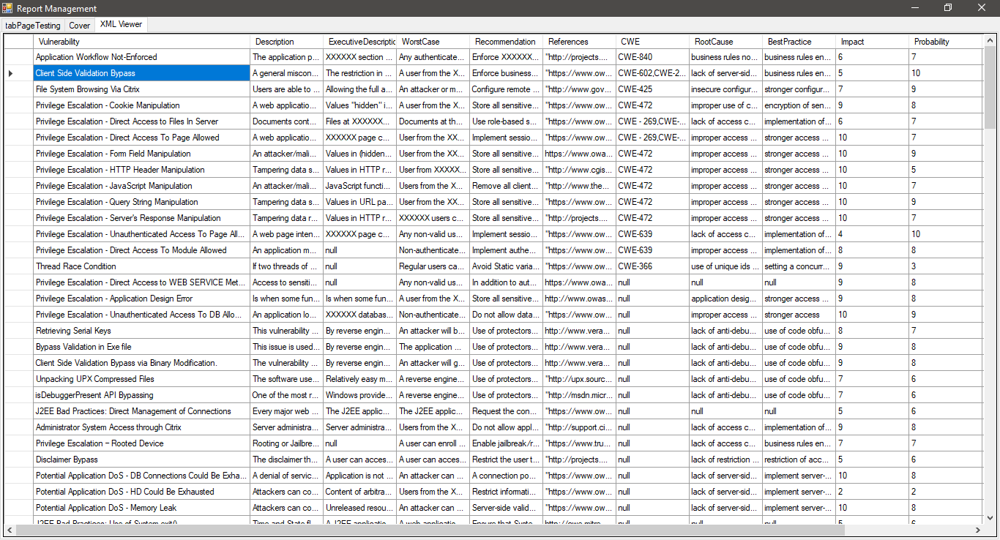 Report Management
tabPageTesting Cover XML Viewer
Vulnerability Description ExecutiveDescriptic WorstCase Recommendation References CWE RootCause BestPractice Impact Probability
Application Workflow Not-Enforced The application p... XXXXXX section ... Any authenticate... Enforce XXXXXX... "http://projects.... CWE-840 business rules no... business rules en... 6 7
Client Side Validation Bypass A general miscon... The restriction in ... A user from the X... Enforce business... "https://www.ow... CWE-602,CWE-2... lack of server-sid... business rules en... 5 10
File System Browsing Via Citrix Users are able to ... Allowing the full a... An attacker or m... Configure remote ... "http://www.gov... CWE-425 insecure configur... stronger configur... 7 9
Privilege Escalation - Cookie Manipulation A web applicatio... Values "hidden" i... A user from the X... Store all sensitive... "https://www.ow... CWE-472 improper use of c... encryption of sen... 9 8
Privilege Escalation - Direct Access to Files In Server Documents cont... Files at XXXXXX... Documents at th... Use role-based s... "https://www.ow... CWE - 269,CWE-... lack of access c... implementation of... 6 7
Privilege Escalation - Direct Access To Page Allowed A web applicatio... XXXXXX page c... User from the XX... Implement sessio... "https://www.ow... CWE - 269,CWE-... improper access ... stronger access ... 10 7
Privilege Escalation - Form Field Manipulation An attacker/mali... Values in (hidden... User from the XX... Store all sensitive... https://www.owa... CWE-472 improper access ... stronger access ... 10 9
Privilege Escalation - HTTP Header Manipulation Tampering data s... Values in HTTP r... User from XXXXX... Store all sensitive... "http://www.cgis... CWE-472 improper access ... stronger access ... 10 5
Privilege Escalation - JavaScript Manipulation An attacker/mali... JavaScript functi... Users from the X... Remove all client... "http://www.the... CWE-472 improper access ... stronger access ... 10 7
Privilege Escalation - Query String Manipulation Tampering data s... Values in URL pa... User from the XX... Store all sensitive... "https://www.ow... CWE-472 improper access ... stronger access ... 10 9
Privilege Escalation - Server's Response Manipulation Tampering data r... Values in HTTP r... XXXXXX users c... Store all sensitive... "http://projects.... CWE-472 improper access ... stronger access ... 10 7
Privilege Escalation - Unauthenticated Access To Page All... A web page inten... XXXXXX page c... Any non-valid us... Implement sessio... "https://www.ow... CWE-639 lack of access c... implementation of... 4 10
Privilege Escalation - Direct Access To Module Allowed An application m... null Non-authenticate... Implement authe... "https://www.ow... CWE-639 improper access ... implementation of... 8 8
Thread Race Condition If two threads of ... null Regular users ca... Avoid Static varia... "https://www.ow... CWE-366 use of unique ids ... setting a concurr... 9 3
Privilege Escalation - Direct Access to WEB SERVICE Met... Access to sensiti... null Any non-valid us... In addition to aut... https://www.owa... null null null 9 8
Privilege Escalation - Application Design Error Is when some fun... Is when some fun... A user from the X... Store all sensitive... http://www.owas... null application desig... stronger access ... 9 8
Privilege Escalation - Unauthenticated Access To DB Allo... An application lo... XXXXXX databas... Non-authenticate... Do not allow data... "https://www.ow... null improper access ... stronger access 10 9
Retrieving Serial Keys This vulnerability ... By reverse engin... An attacker will b... Use of protectors... http://www.vera... null lack of anti-debu... use of code obfu... 8 7
Bypass Validation in Exe file This issue is used... By reverse engin... The application ... Use of protectors... http://www.vera... null lack of anti-debu... use of code obfu... 9 8
Client Side Validation Bypass via Binary Modification. The vulnerability ... By reverse engin... An attacker will g... Use of protectors... http://www.vera... null lack of anti-debu... use of code obfu... 9 8
Unpacking UPX Compressed Files The software use... Relatively easy m... A reverse engine... Use of protectors... "http://upx.sourc... null lack of anti-debu... use of code obfu... 7 6
isDebuggerPresent API Bypassing One of the most r... Windows provide... A reverse engine... Use of protectors... "http://msdn.micr... null lack of anti-debu... use of code obfu... 7 6
J2EE Bad Practices: Direct Management of Connections Every major web ... The J2EE applic... The J2EE applic... Request the con... "https://www.ow... null null null 5 6
Administrator System Access through Citrix Server administra... Server administra... Users from the X... Do not allow appl... "http://support.ci... null lack of access c... implementation of... 9 8
Privilege Escalation – Rooted Device Rooting or Jailbre... null A user can enroll ... Enable jailbreak/r... "https://www.tru... null lack of access c... business rules en... 7 7
Disclaimer Bypass The disclaimer th... A user can acces... A user can acces... Restrict the user t... "http://projects.... null lack of restriction ... restriction of acc... 5 6
Potential Application DoS - DB Connections Could Be Exha... A denial of servic... Application is not ... An attacker can ... A connection po... "https://www.ow... null lack of server-sid... implement server-... 10 8
Potential Application DoS - HD Could Be Exhausted Attackers can co... Content of arbitra... Users from the X... Restrict informati... "https://www.ow... null lack of server-sid... implement server-... 2 2
Potential Application DoS - Memory Leak Attackers can co... Unreleased resou... An attacker can ... Server-side valid... "https://www.ow... null lack of server-sid... implement server-... 10 8
J2EE Bad Practices: Use of System.exit() Time and State fl... A J2EE applicati... A web applicatio... Ensure that Syste... "http://cwe.mitre... null null null 5 6